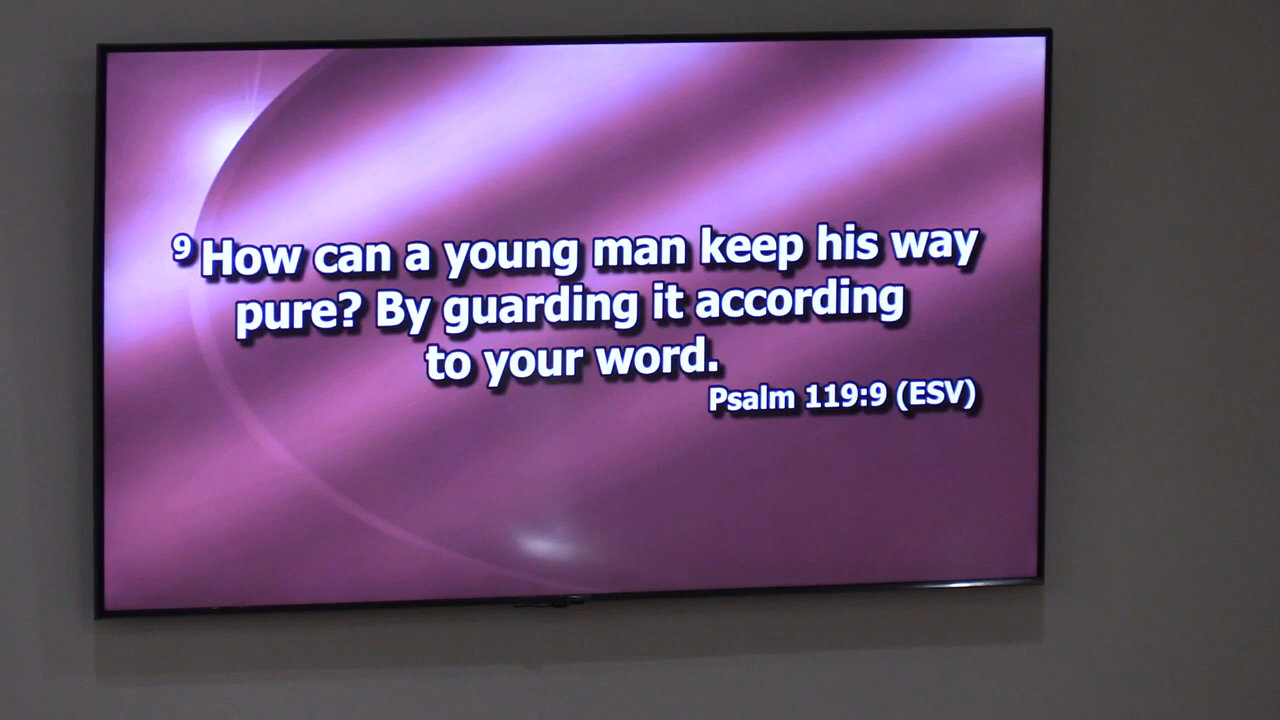 9 How can a young man keep his way
pure? By guarding it according
to your word.
Psalm 119:9 (ESV)